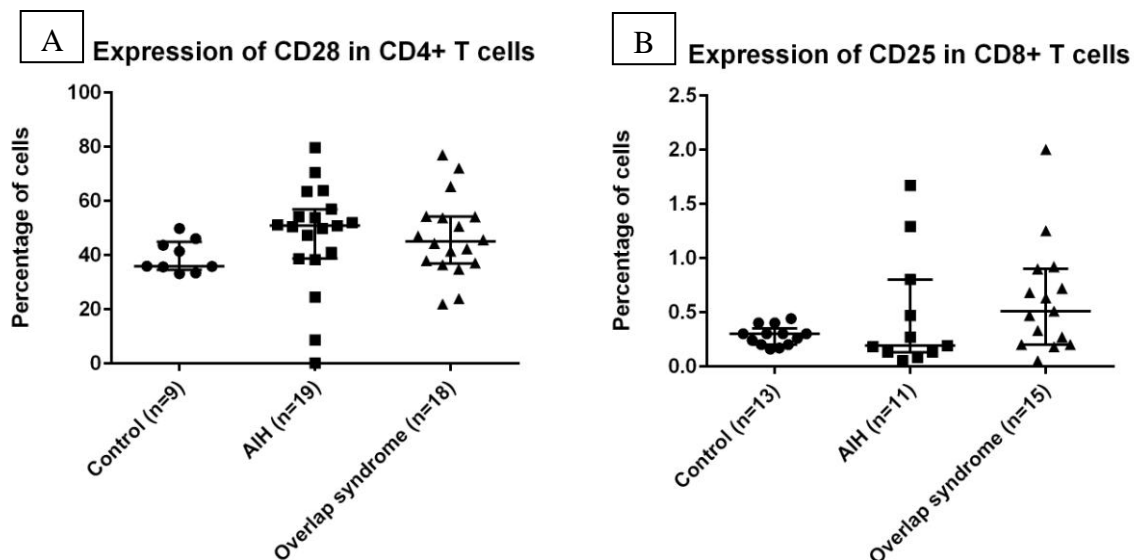 A
Expression of CD28 in CD4+ T cells
Percentage of cells
100
80
60
40
20
0
Control (n=9)
AIH (n=19)
Overlap syndrome (n=18)
B
Expression of CD25 in CD8+ T cells
Percentage of cells
2.5
2.0
1.5
1.0
0.5
0.0
Control (n=13)
AIH (n=11)
Overlap syndrome (n=15)